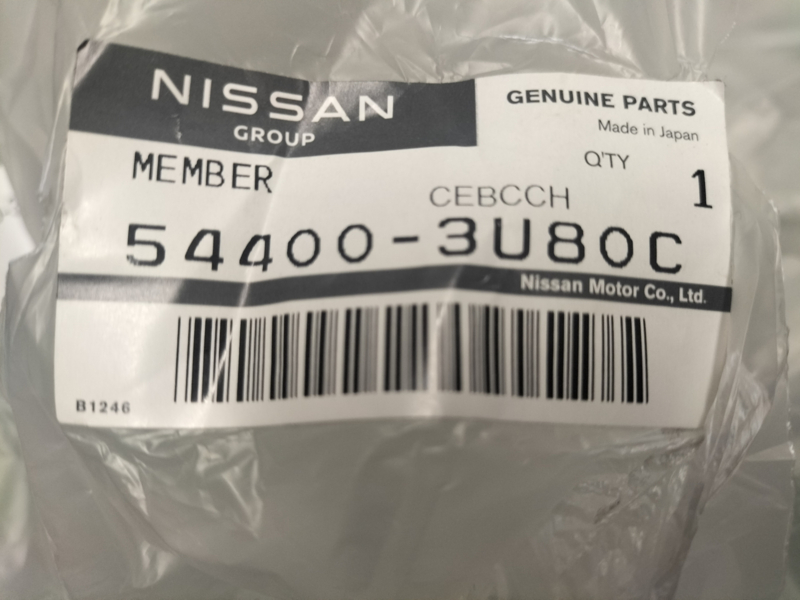 NISSAN
GROUP
GENUINE PARTS
Made in Japan
MEMBER
Q'TY
1
CEBCCH
54400-3U80C
Nissan Motor Co., Ltd.
B1246